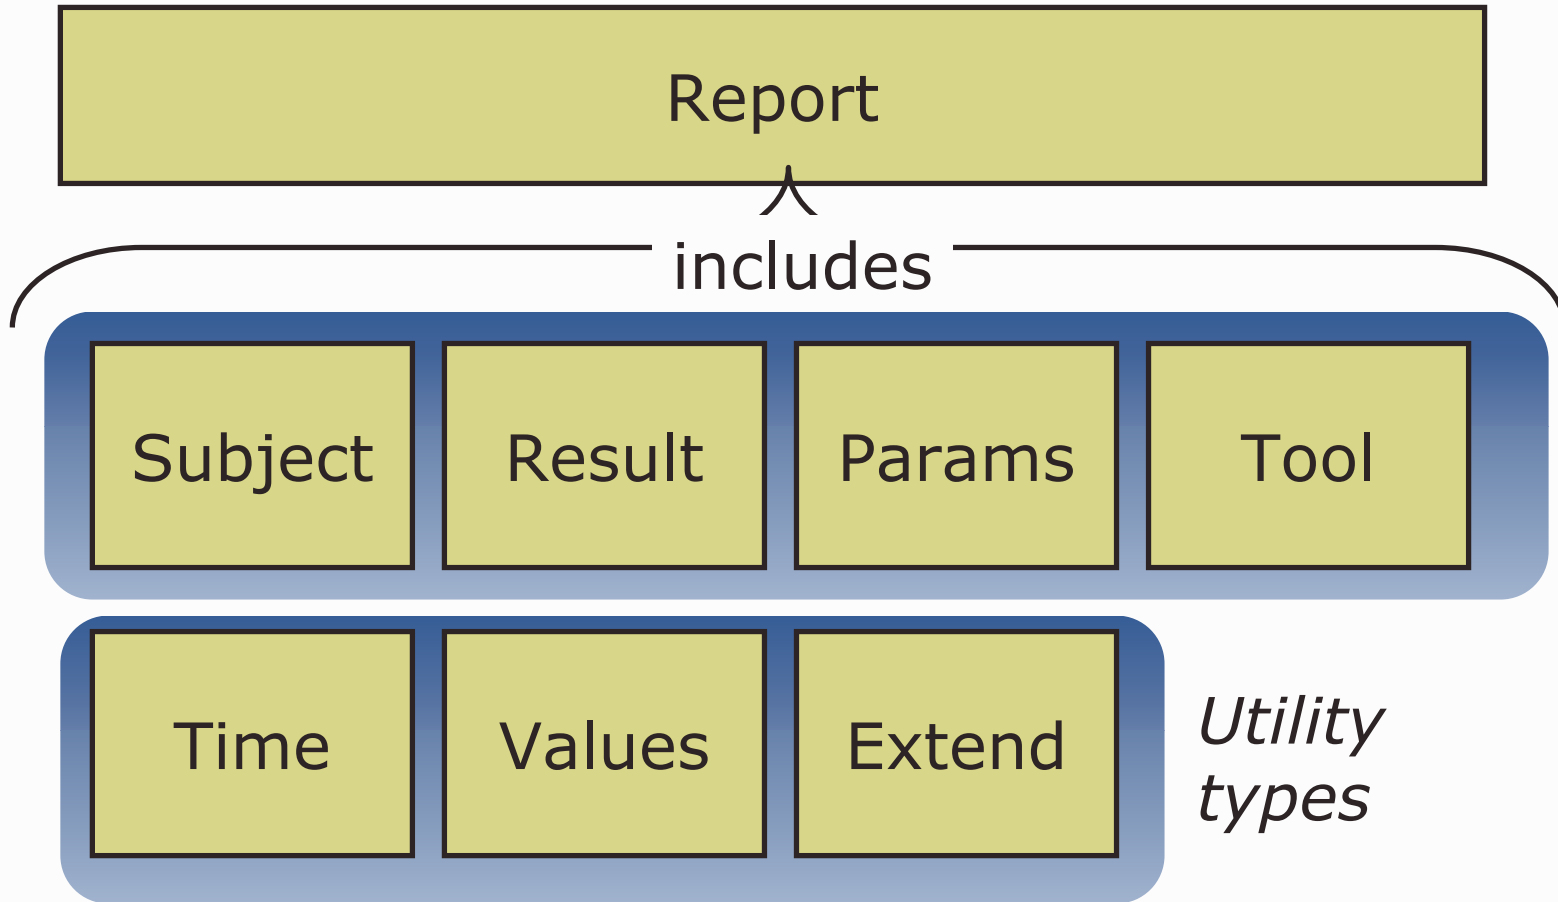 Report
includes
Subject Result Params Tool
Time Values Extend
Utility
types